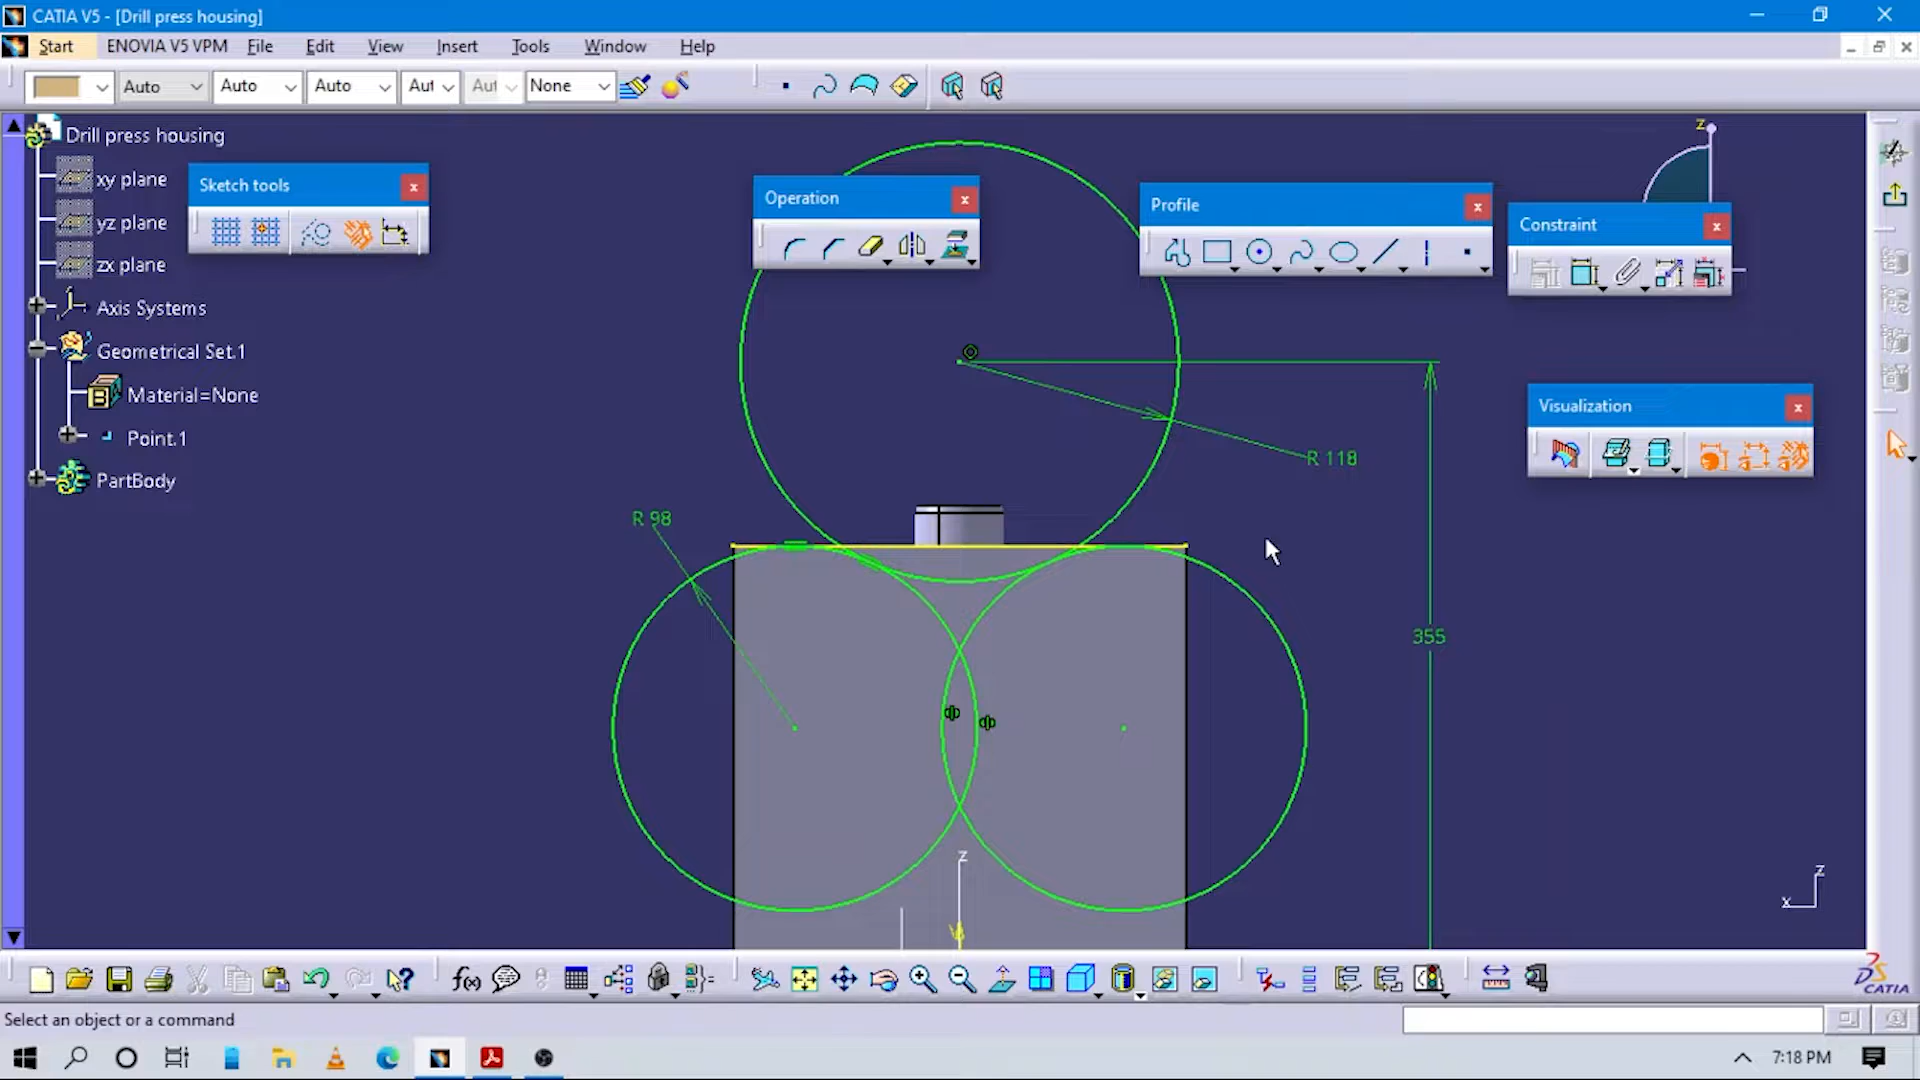 CATIA V5 - [Drill press housing]
Start ENOVIA V5 VPM File Edit View Insert Tools Window Help
Auto Auto Auto Aut Aut None
Drill press housing
xy plane
yz plane
zx plane
Axis Systems
Geometrical Set.1
Material=None
Point.1
PartBody
Sketch tools
Operation
Profile
Constraint
Visualization
z
R 118
R 98
355
z
z
x
CATIA
Select an object or a command
7:18 PM